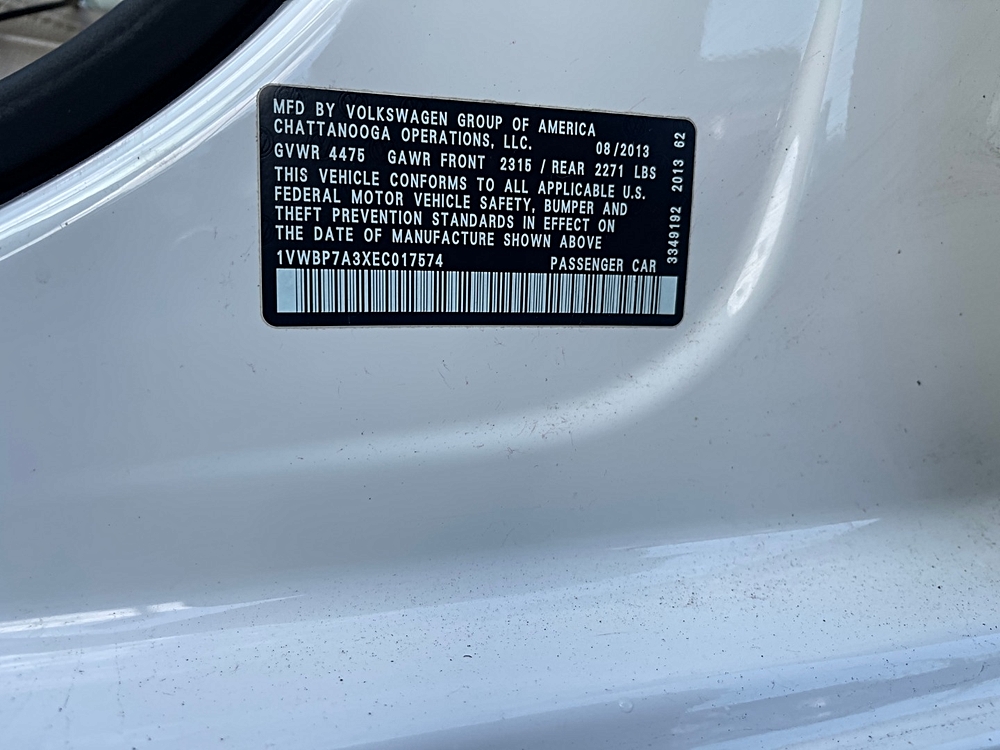 MFD BY VOLKSWAGEN GROUP OF AMERICA
CHATTANOOGA OPERATIONS, LLC. 08/2013
GVWR 4475 GAWR FRONT 2315 / REAR 2271 LBS
THIS VEHICLE CONFORMS TO ALL APPLICABLE U.S.
FEDERAL MOTOR VEHICLE SAFETY, BUMPER AND
THEFT PREVENTION STANDARDS IN EFFECT ON
THE DATE OF MANUFACTURE SHOWN ABOVE
1VWBP7A3XEC017574 PASSENGER CAR
3349192 2013 62